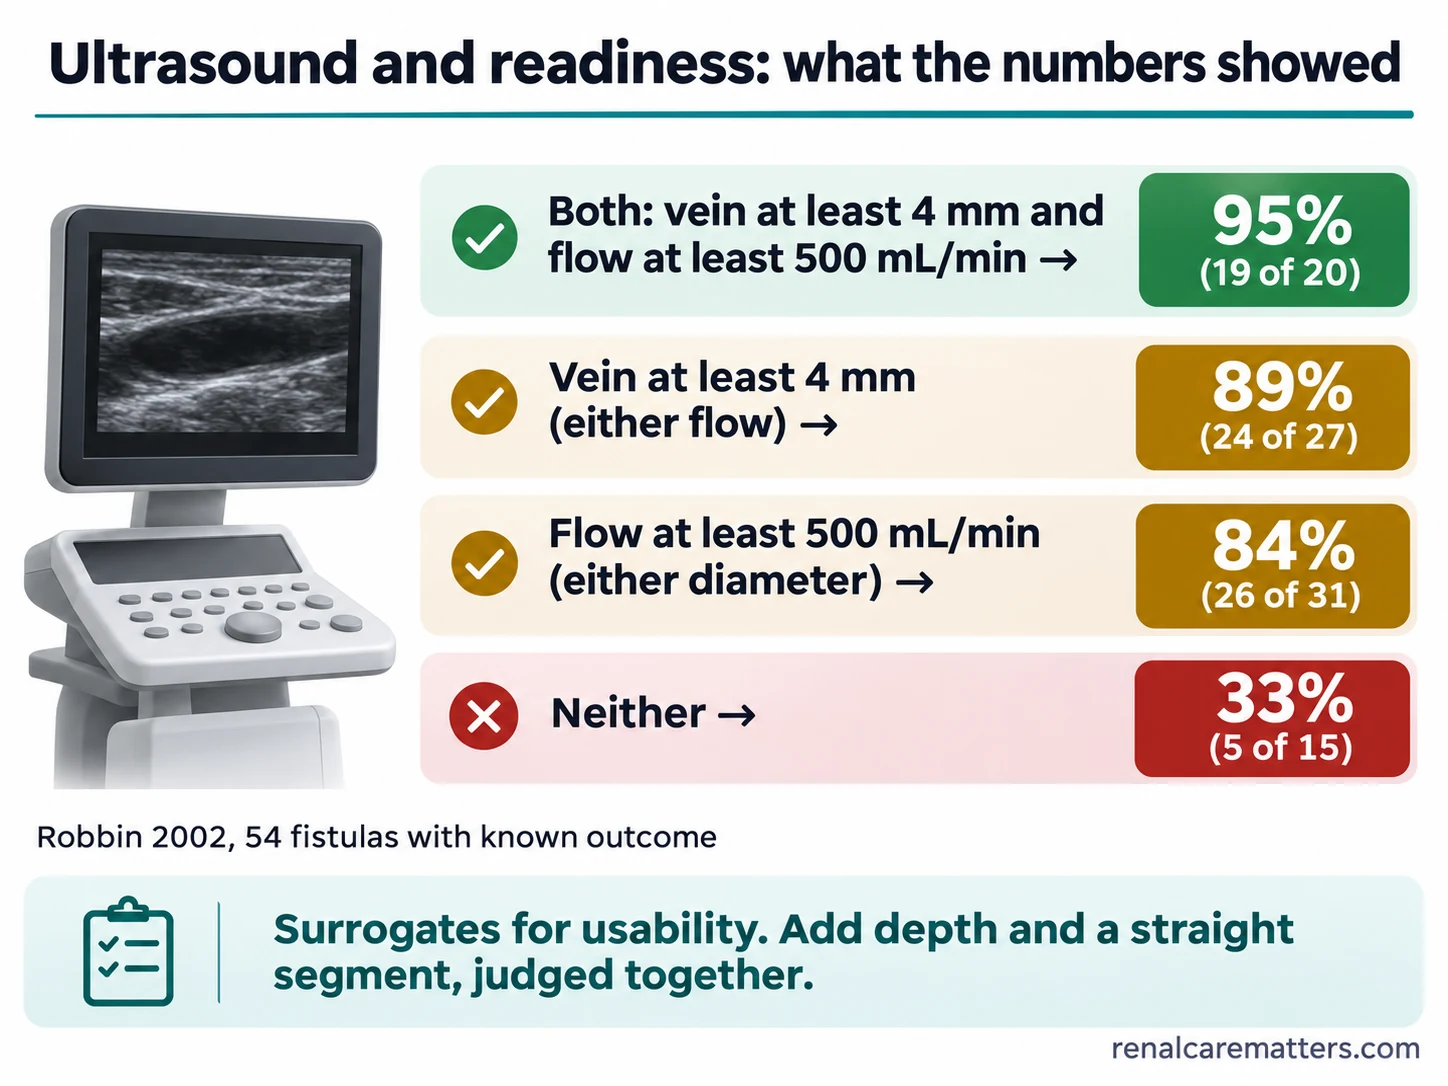 Ultrasound and readiness: what the numbers showed
Both: vein at least 4 mm and
flow at least 500 mL/min →
95%
(19 of 20)
Vein at least 4 mm
(either flow) →
89%
(24 of 27)
Flow at least 500 mL/min
(either diameter) →
84%
(26 of 31)
Neither →
33%
(5 of 15)
Robbin 2002, 54 fistulas with known outcome
Surrogates for usability. Add depth and a straight
segment, judged together.
renalcarematters.com